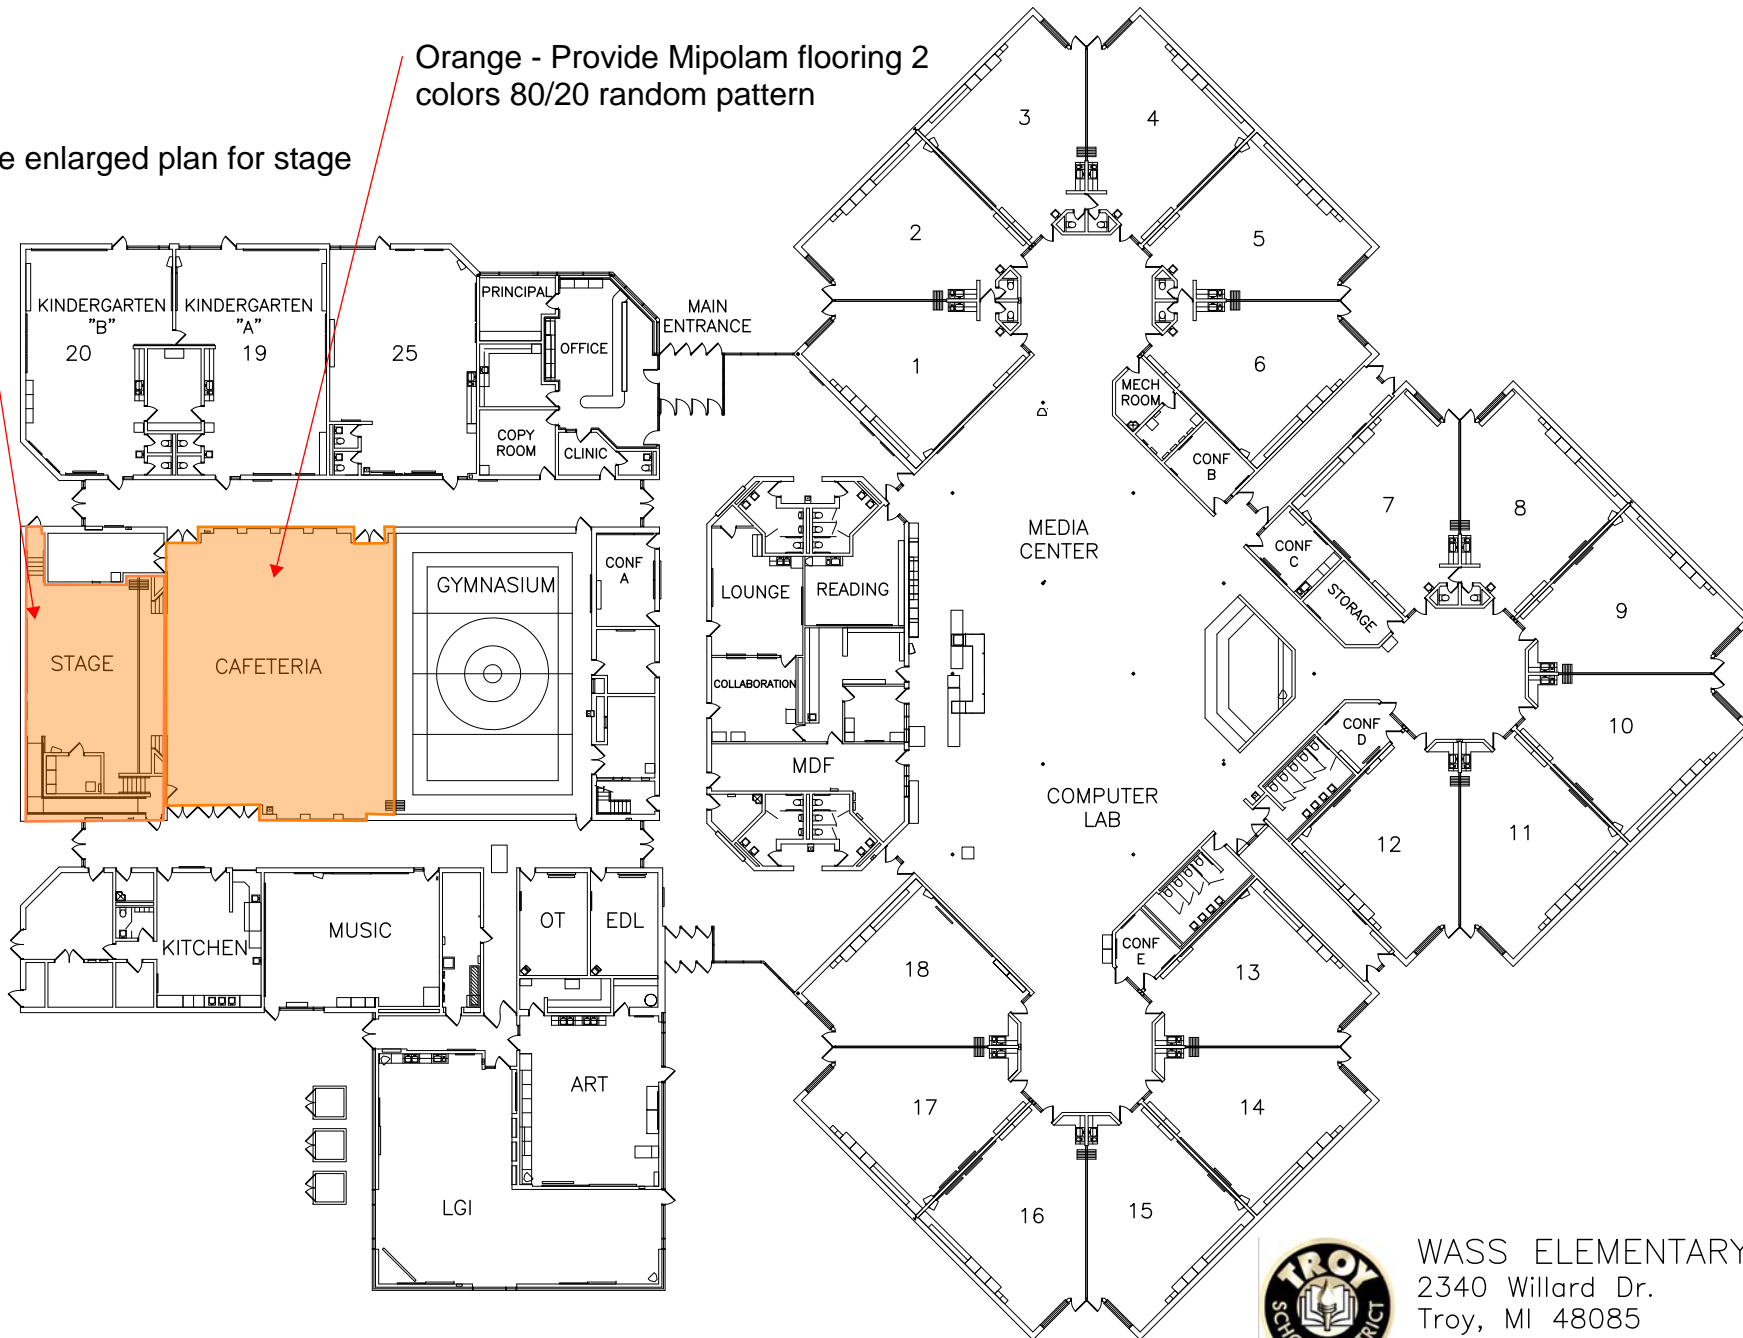 Orange - Provide Mipolam flooring 2
colors 80/20 random pattern
e enlarged plan for stage
3
4
2
5
KINDERGARTEN
"B"
20
KINDERGARTEN
"A"
19
25
PRINCIPAL
OFFICE
MAIN
ENTRANCE
1
6
MECH
ROOM
COPY
ROOM
CLINIC
CONF
B
7
8
MEDIA
CENTER
CONF
C
STORAGE
GYMNASIUM
CONF
A
LOUNGE
READING
9
STAGE
CAFETERIA
COLLABORATION
10
CONF
D
MDF
COMPUTER
LAB
12
11
KITCHEN
MUSIC
OT
EDL
CONF
E
18
13
ART
17
14
LGI
16
15
WASS ELEMENTARY
2340 Willard Dr.
Troy, MI 48085
TROY